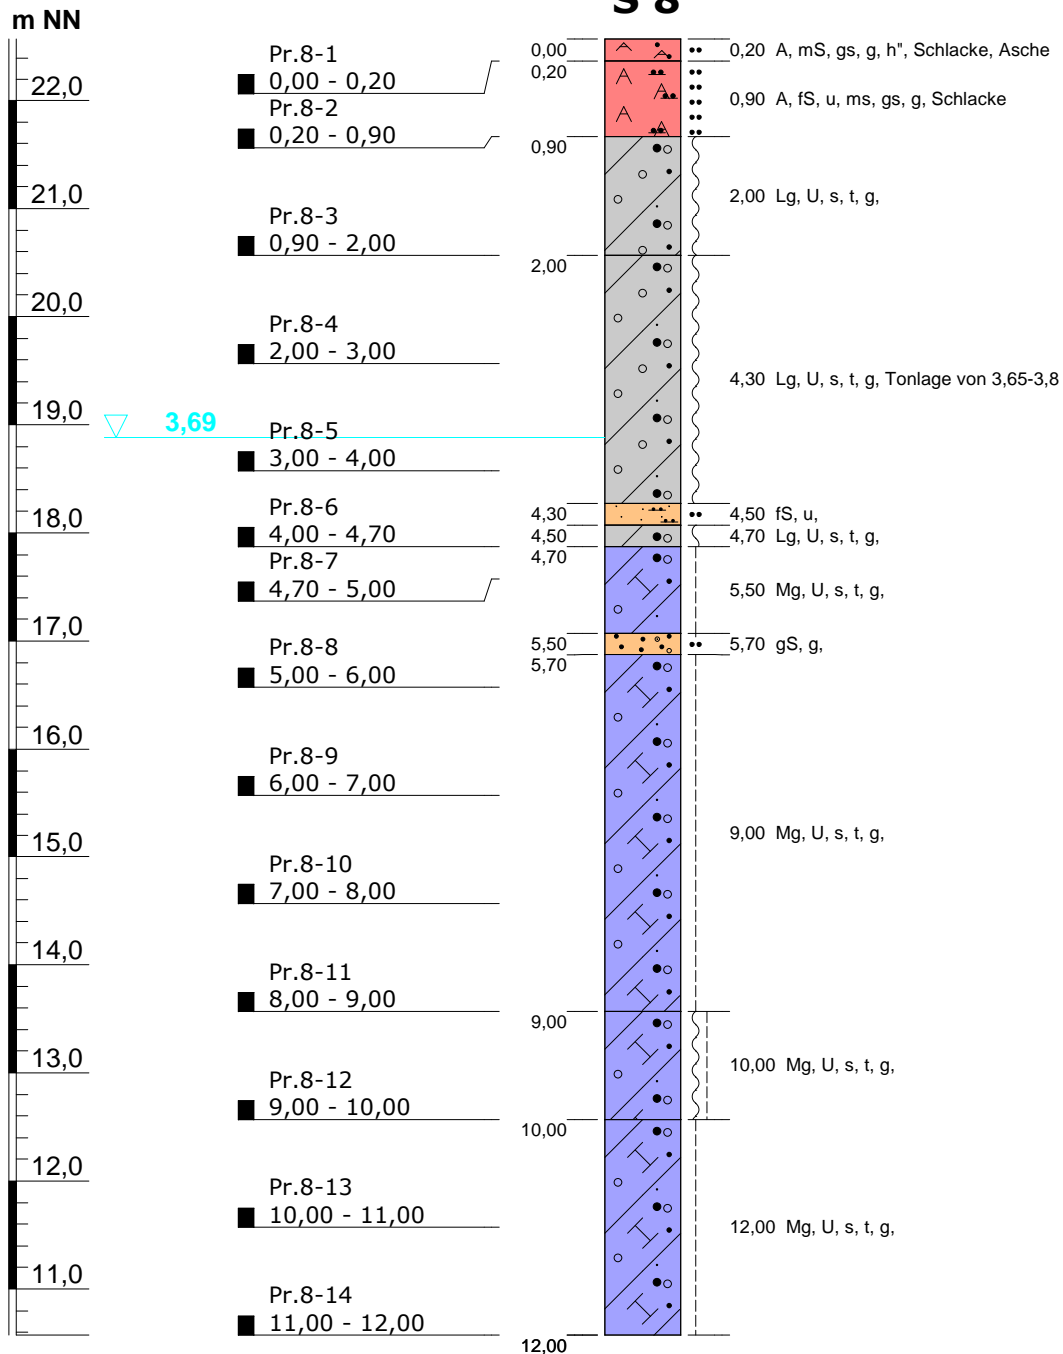 S 8
m NN
22,0
21,0
20,0
19,0
18,0
17,0
16,0
15,0
14,0
13,0
12,0
11,0
3,69
Pr.8-1
0,00 - 0,20
Pr.8-2
0,20 - 0,90
Pr.8-3
0,90 - 2,00
Pr.8-4
2,00 - 3,00
Pr.8-5
3,00 - 4,00
Pr.8-6
4,00 - 4,70
Pr.8-7
4,70 - 5,00
Pr.8-8
5,00 - 6,00
Pr.8-9
6,00 - 7,00
Pr.8-10
7,00 - 8,00
Pr.8-11
8,00 - 9,00
Pr.8-12
9,00 - 10,00
Pr.8-13
10,00 - 11,00
Pr.8-14
11,00 - 12,00
0,00
0,20
0,90
2,00
4,30
4,50
4,70
5,50
5,70
9,00
10,00
12,00
0,20 A, mS, gs, g, h", Schlacke, Asche
0,90 A, fS, u, ms, gs, g, Schlacke
2,00 Lg, U, s, t, g,
4,30 Lg, U, s, t, g, Tonlage von 3,65-3,8
4,50 fS, u,
4,70 Lg, U, s, t, g,
5,50 Mg, U, s, t, g,
5,70 gS, g,
9,00 Mg, U, s, t, g,
10,00 Mg, U, s, t, g,
12,00 Mg, U, s, t, g,